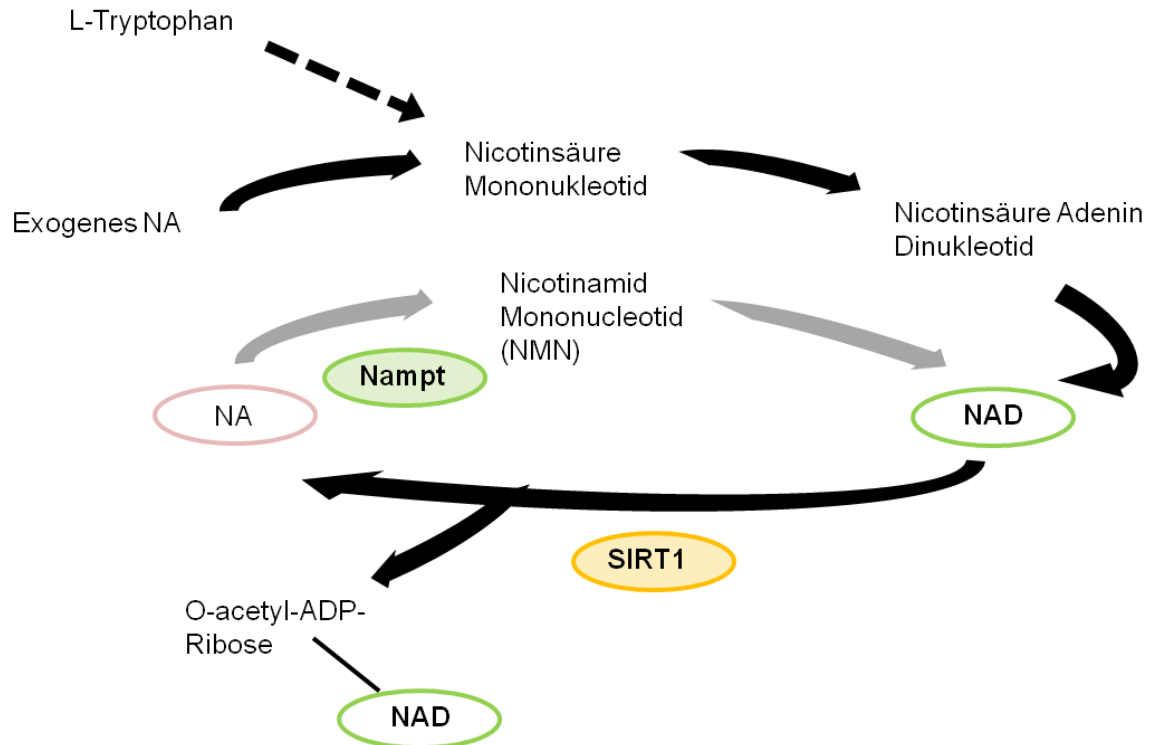 L-Tryptophan
Nicotinsäure
Mononukleotid
Exogenes NA
Nicotinsäure Adenin
Dinukleotid
Nicotinamid
Mononucleotid
(NMN)
Nampt
NA
NAD
SIRT1
O-acetyl-ADP-
Ribose
NAD